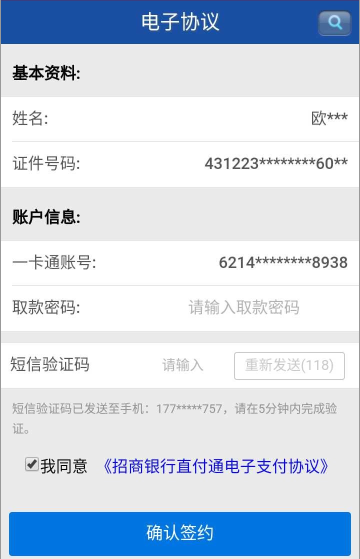 电子协议
基本资料:
姓名: 欧***
证件号码: 431223********60**
账户信息:
一卡通账号: 6214********8938
取款密码: 请输入取款密码
短信验证码 请输入 重新发送(118)
短信验证码已发送至手机：177*****757，请在5分钟内完成验
证。
我同意 《招商银行直付通电子支付协议》
确认签约